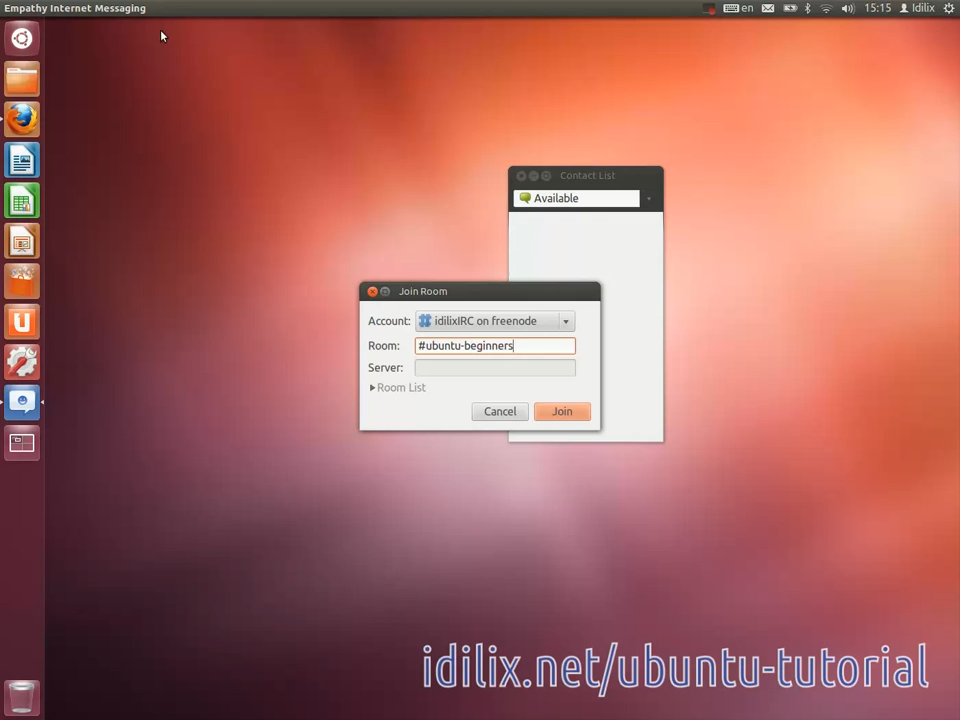 Empathy Internet Messaging
en
15:15
Idilix
Contact List
Available
Join Room
Account:
idilixIRC on freenode
Room:
#ubuntu-beginners
Server:
Room List
Cancel
Join
idilix.net/ubuntu-tutorial